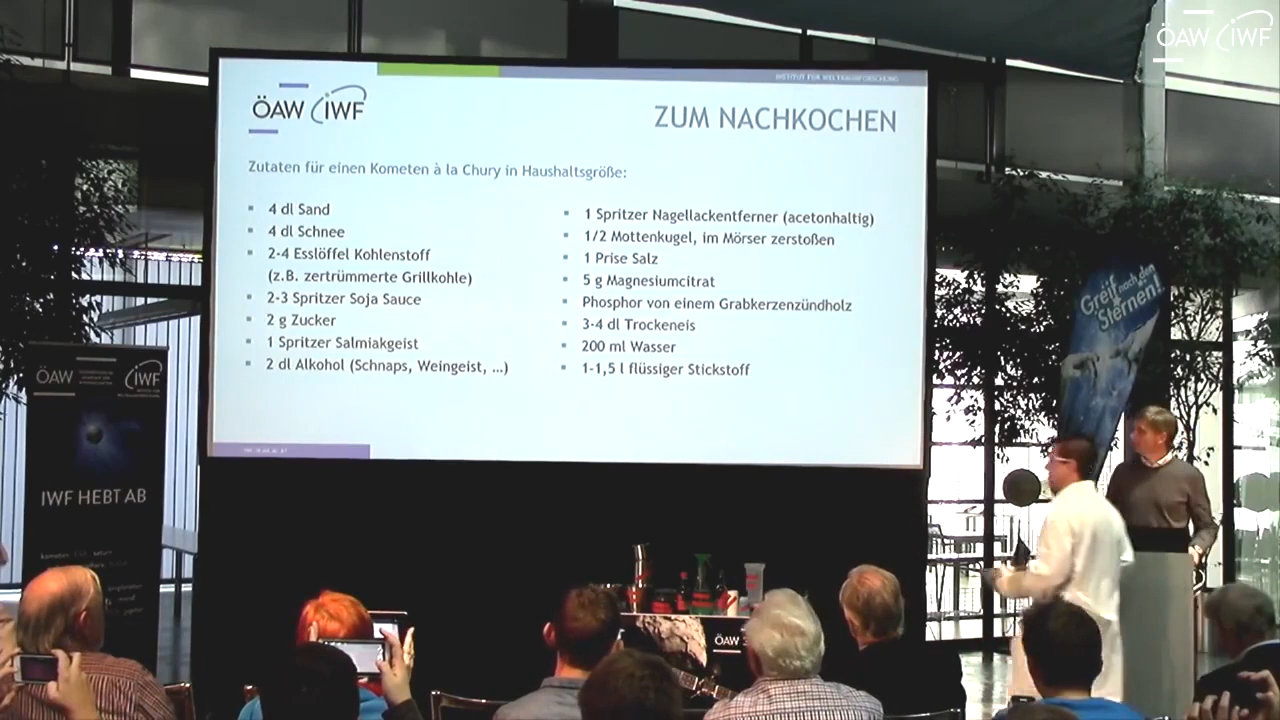 ÖAW IWF
INSTITUT FÜR WELTRAUMFORSCHUNG
ÖAW IWF
ZUM NACHKOCHEN
Zutaten für einen Kometen à la Chury in Haushaltsgröße:
4 dl Sand
4 dl Schnee
2-4 Esslöffel Kohlenstoff
(z.B. zertrümmerte Grillkohle)
2-3 Spritzer Soja Sauce
2 g Zucker
1 Spritzer Salmiakgeist
2 dl Alkohol (Schnaps, Weingeist, ...)
1 Spritzer Nagellackentferner (acetonhaltig)
1/2 Mottenkugel, im Mörser zerstoßen
1 Prise Salz
5 g Magnesiumcitrat
Phosphor von einem Grabkerzenzündholz
3-4 dl Trockeneis
200 ml Wasser
1-1,5 l flüssiger Stickstoff
Greif nach den
Sternen!
ÖAW IWF
IWF HEBT AB
ÖAW